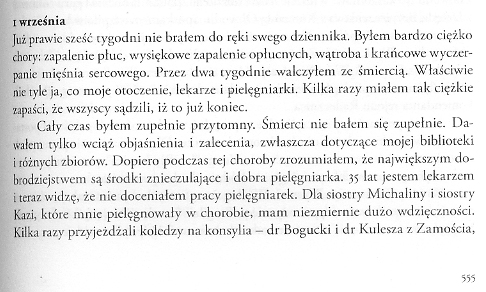 1 września
Już prawie sześć tygodni nie brałem do ręki swego dziennika. Byłem bardzo ciężko
chory: zapalenie płuc, wysiękowe zapalenie opłucnych, wątroba i krańcowe wyczer-
panie mięśnia sercowego. Przez dwa tygodnie walczyłem ze śmiercią. Właściwie
nie tyle ja, co moje otoczenie, lekarze i pielęgniarki. Kilka razy miałem tak ciężkie
zapaści, że wszyscy sądzili, iż to już koniec.
Cały czas byłem zupełnie przytomny. Śmierci nie bałem się zupełnie. Da-
wałem tylko wciąż objaśnienia i zalecenia, zwłaszcza dotyczące mojej biblioteki
i różnych zbiorów. Dopiero podczas tej choroby zrozumiałem, że największym do-
brodziejstwem są środki znieczulające i dobra pielęgniarka. 35 lat jestem lekarzem
i teraz widzę, że nie doceniałem pracy pielęgniarek. Dla siostry Michaliny i siostry
Kazi, które mnie pielęgnowały w chorobie, mam niezmiernie dużo wdzięczności.
Kilka razy przyjeżdżali koledzy na konsylia – dr Bogucki i dr Kulesza z Zamościa,
555